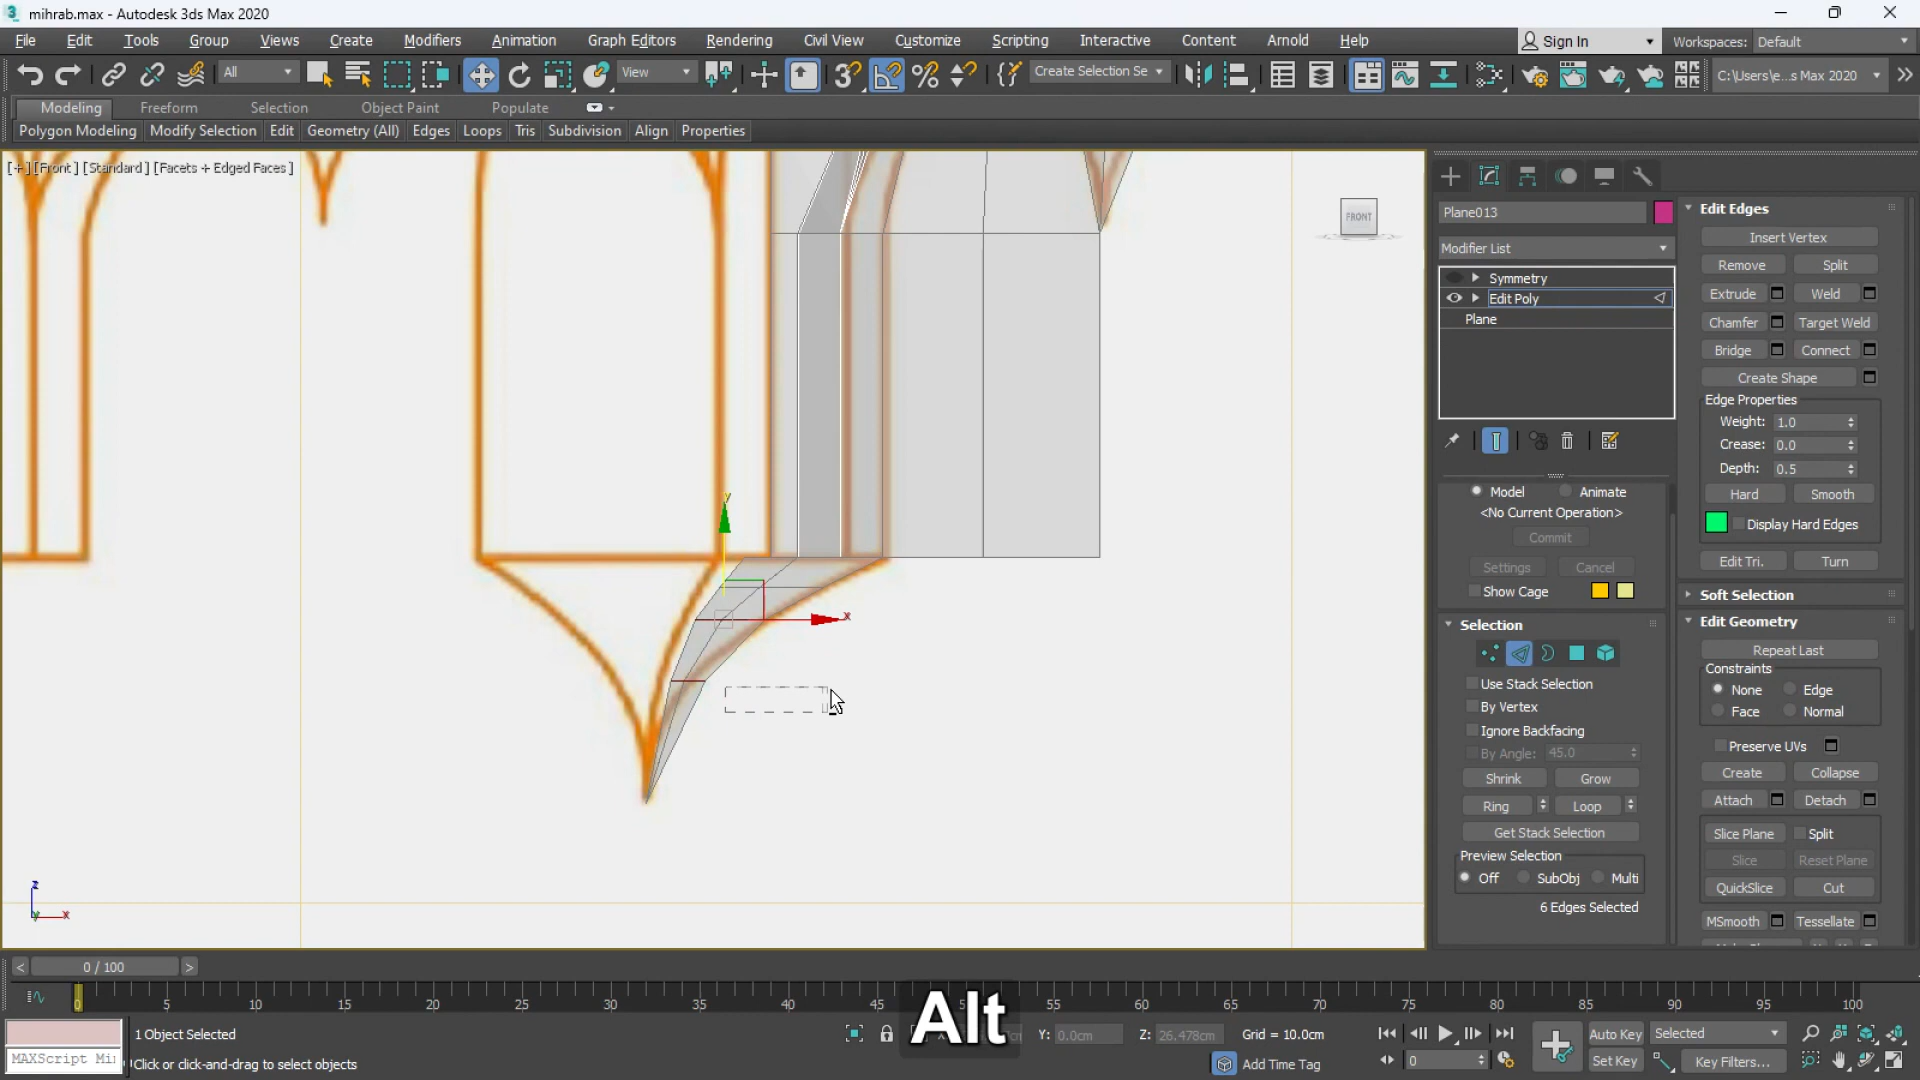 mihrab.max - Autodesk 3ds Max 2020
File Edit Tools Group Views Create Modifiers Animation Graph Editors Rendering Civil View Customize Scripting Interactive Content Arnold Help Sign In Workspaces: Default
All View Create Selection Se C:\Users\e...s Max 2020
Modeling Freeform Selection Object Paint Populate
Polygon Modeling Modify Selection Edit Geometry (All) Edges Loops Tris Subdivision Align Properties
[+] [Front] [Standard] [Facets + Edged Faces]
FRONT
y
x
z
y x
Plane013
Modifier List
Symmetry
Edit Poly
Plane
Model Animate
<No Current Operation>
Commit
Settings Cancel
Show Cage
Selection
Use Stack Selection
By Vertex
Ignore Backfacing
By Angle: 45.0
Shrink Grow
Ring Loop
Get Stack Selection
Preview Selection
Off SubObj Multi
6 Edges Selected
Edit Edges
Insert Vertex
Remove Split
Extrude Weld
Chamfer Target Weld
Bridge Connect
Create Shape
Edge Properties
Weight: 1.0
Crease: 0.0
Depth: 0.5
Hard Smooth
Display Hard Edges
Edit Tri. Turn
Soft Selection
Edit Geometry
Repeat Last
Constraints
None Edge
Face Normal
Preserve UVs
Create Collapse
Attach Detach
Slice Plane Split
Slice Reset Plane
QuickSlice Cut
MSmooth Tessellate
< 0 / 100 >
0 5 10 15 20 25 30 35 40 45 55 60 65 70 75 80 85 90 95 100
Alt
MAXScript Mi
1 Object Selected
Click or click-and-drag to select objects
Y: 0.0cm Z: 26.478cm Grid = 10.0cm
Add Time Tag
0
Auto Key Selected
Set Key Key Filters...